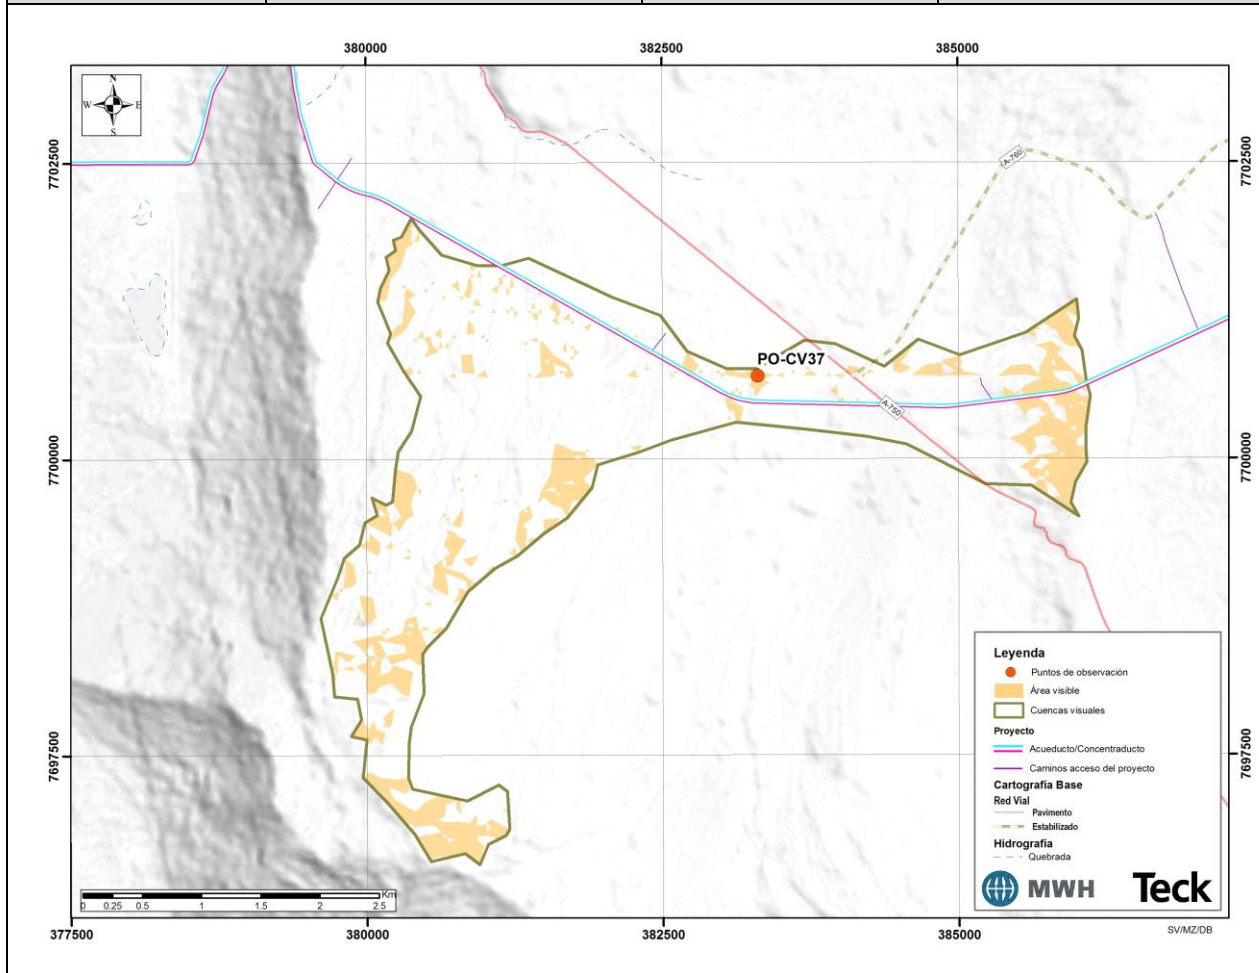 380000 382500 385000
N
W E
S
7702500 7702500
A-760
PO-CV37
A-750
7700000 7700000
7697500 7697500
Leyenda
Puntos de observación
Área visible
Cuencas visuales
Proyecto
Acueducto/Concentraducto
Caminos acceso del proyecto
Cartografía Base
Red Vial
Pavimento
Estabilizado
Hidrografía
Quebrada
MWH Teck
Km
0 0.25 0.5 1 1.5 2 2.5
377500 380000 382500 385000
SV/MZ/DB